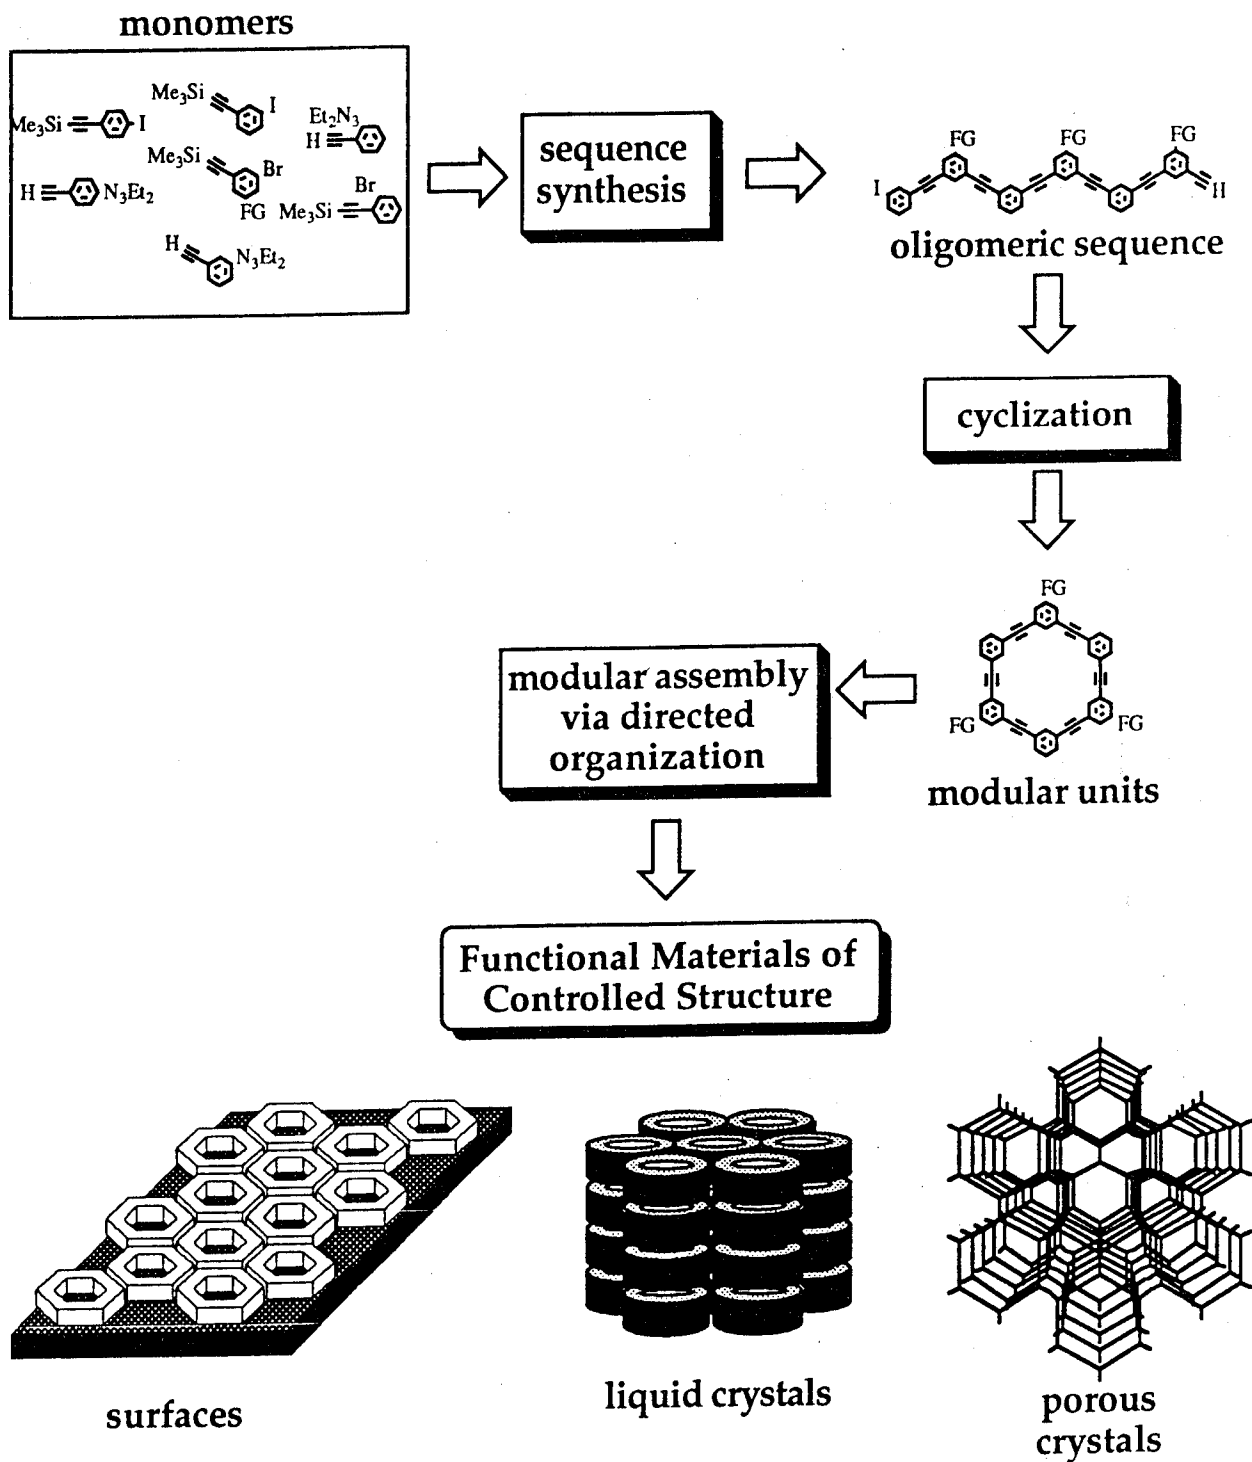 monomers
Me₃Si
I
Me₃Si
I
Et₂N₃
H
Me₃Si
Br
H
N₃Et₂
FG
Br
Me₃Si
H
N₃Et₂
sequence
synthesis
FG
FG
FG
I
H
oligomeric sequence
cyclization
FG
FG
FG
modular units
modular assembly
via directed
organization
Functional Materials of
Controlled Structure
surfaces
liquid crystals
porous
crystals